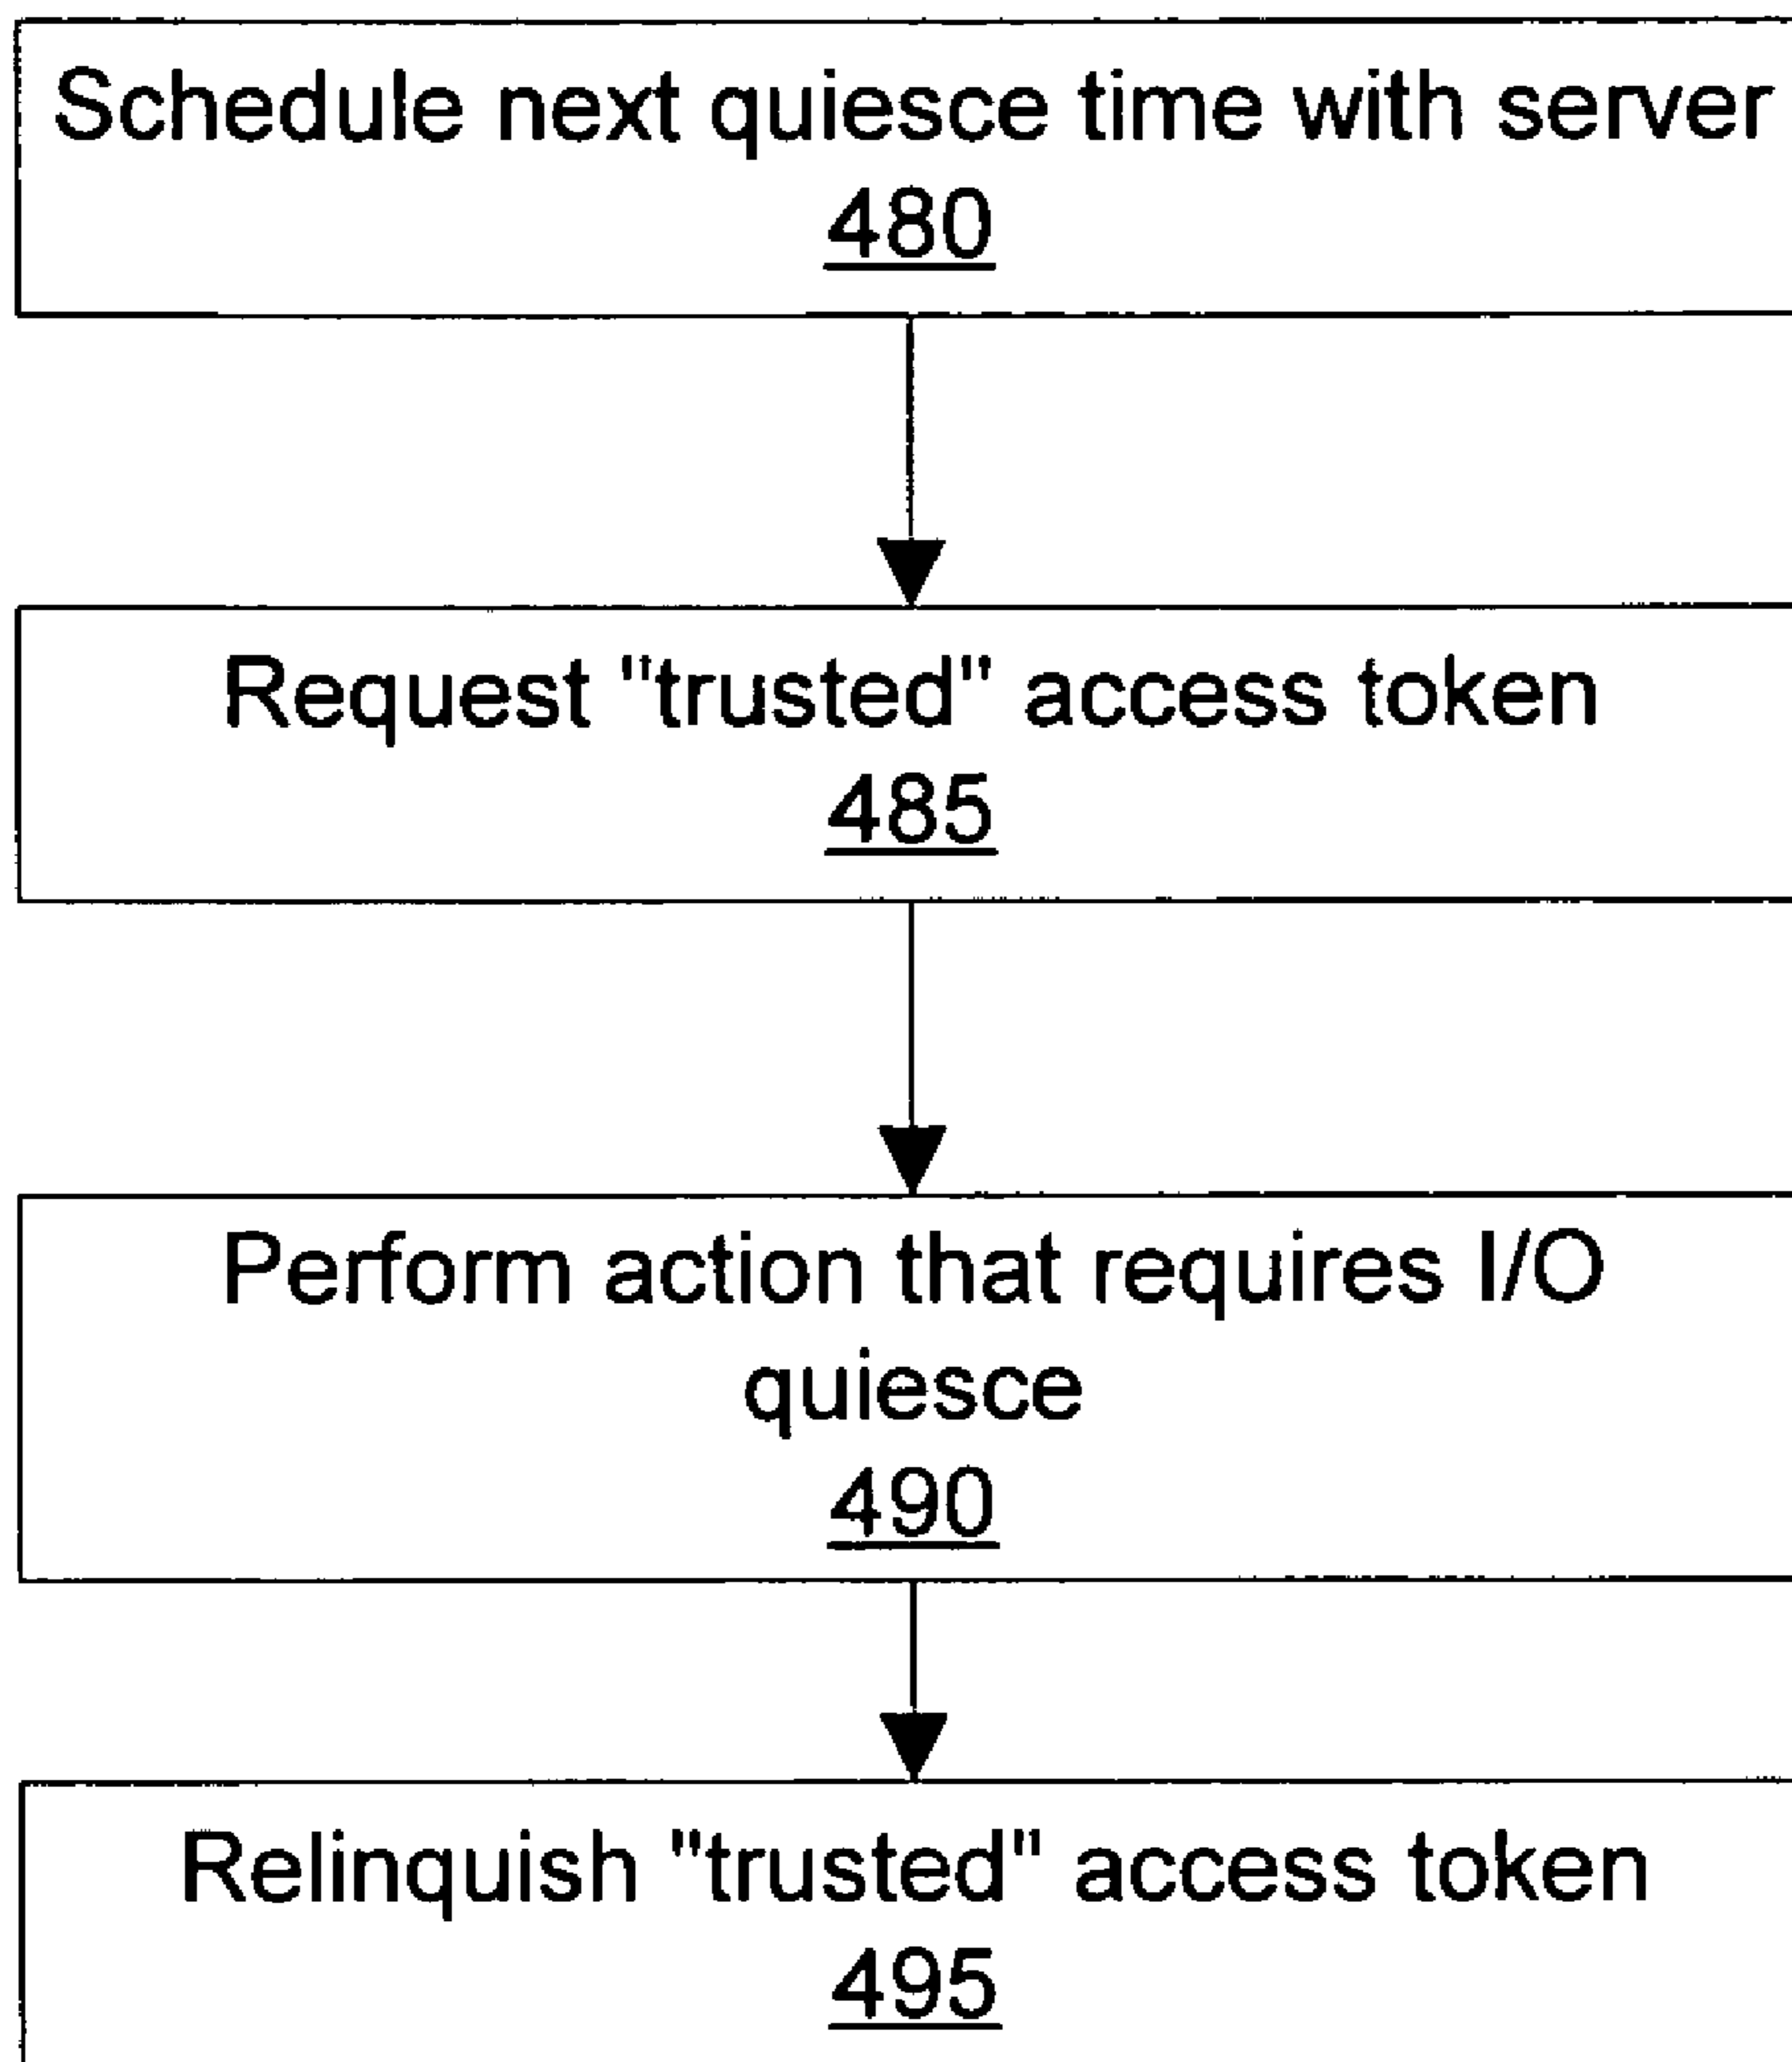 Schedule next quiesce time with server
480
Request "trusted" access token
485
Perform action that requires I/O
quiesce
490
Relinquish "trusted" access token
495